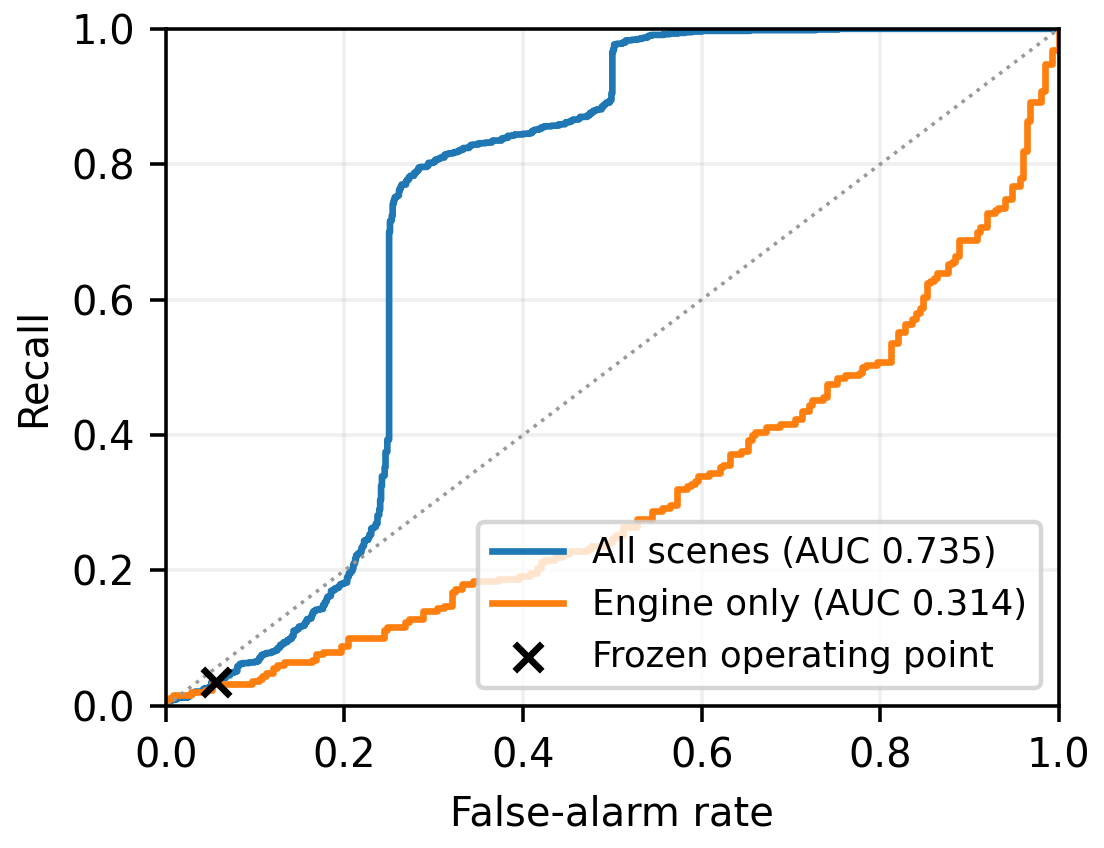 1.0
0.8
0.6
0.4
0.2
0.0
Recall
All scenes (AUC 0.735)
Engine only (AUC 0.314)
Frozen operating point
0.0 0.2 0.4 0.6 0.8 1.0
False-alarm rate